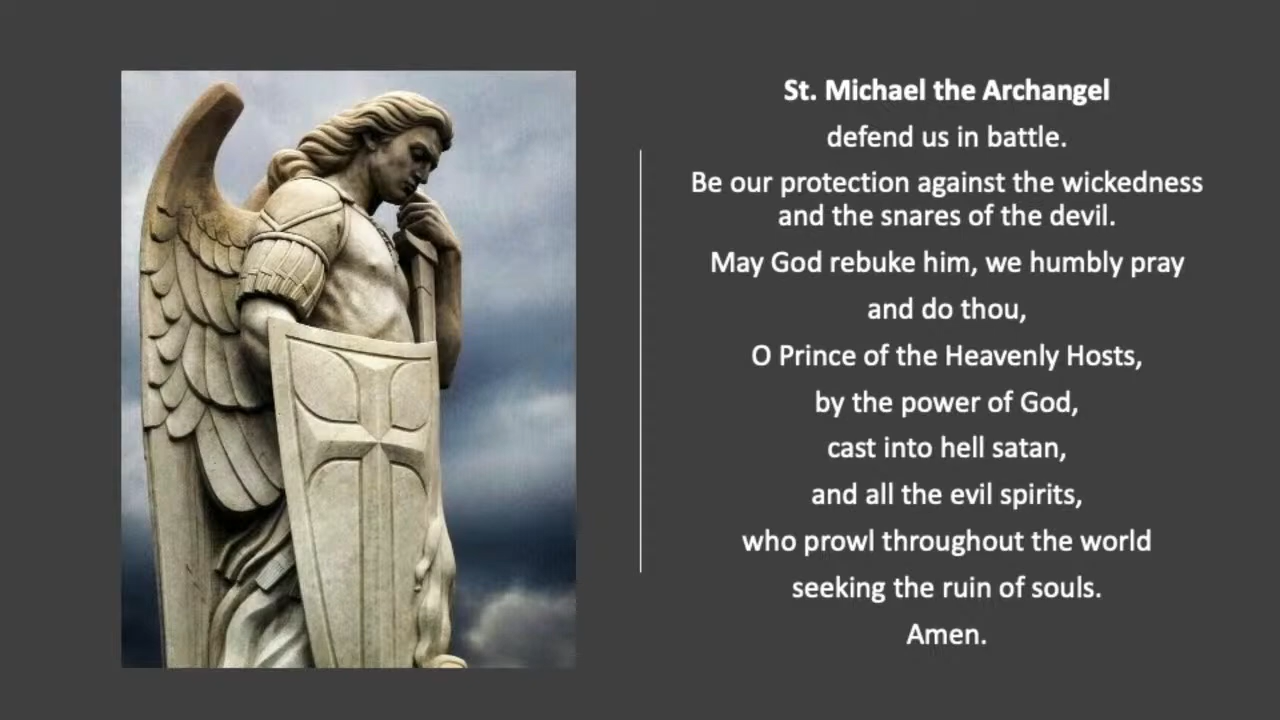 St. Michael the Archangel
defend us in battle.
Be our protection against the wickedness
and the snares of the devil.
May God rebuke him, we humbly pray
and do thou,
O Prince of the Heavenly Hosts,
by the power of God,
cast into hell satan,
and all the evil spirits,
who prowl throughout the world
seeking the ruin of souls.
Amen.